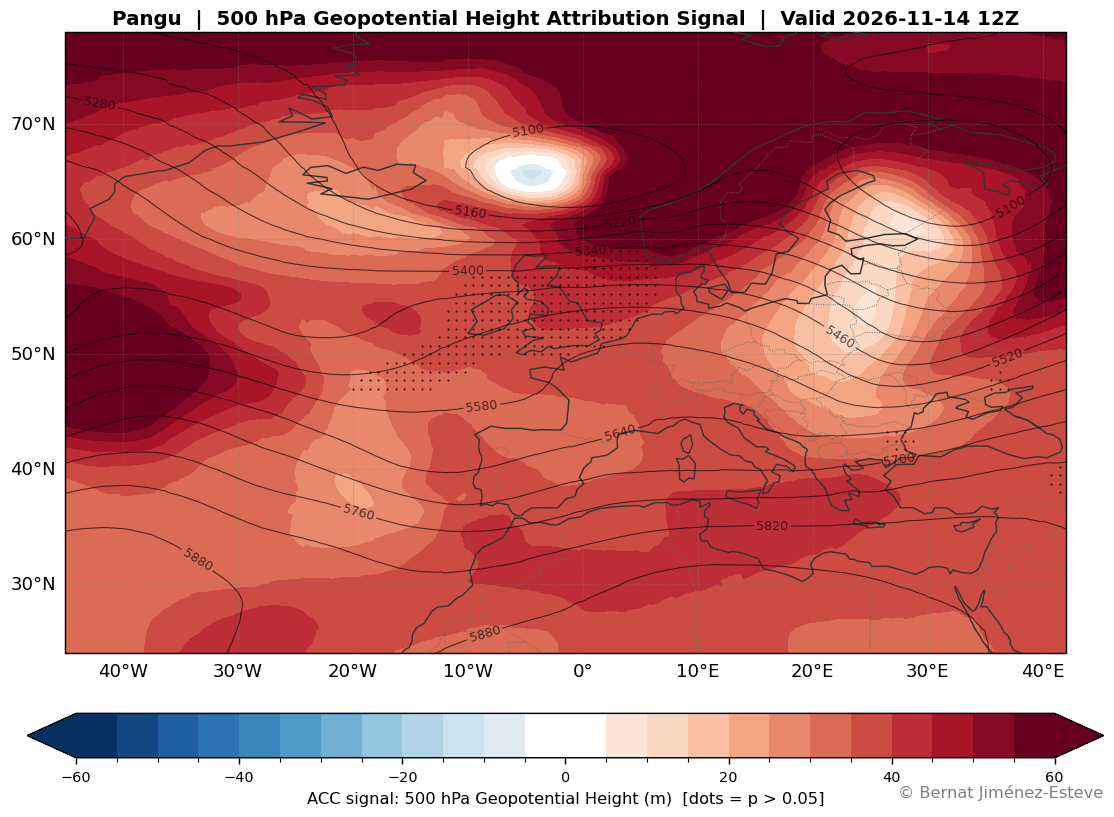 Pangu | 500 hPa Geopotential Height Attribution Signal | Valid 2026-11-14 12Z
70°N
60°N
50°N
40°N
30°N
5280
5100
5160
5220
5340
5400
5100
5460
5520
5580
5640
5700
5760
5820
5880
5880
40°W
30°W
20°W
10°W
0°
10°E
20°E
30°E
40°E
−60
−40
−20
0
20
40
60
ACC signal: 500 hPa Geopotential Height (m) [dots = p > 0.05]
© Bernat Jiménez-Esteve